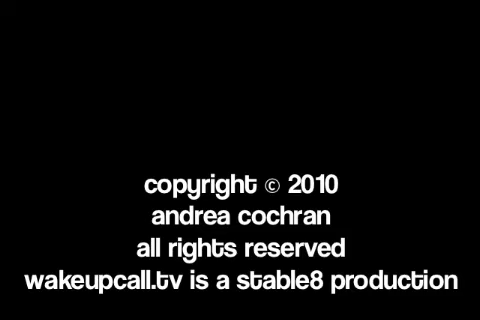 copyright © 2010
andrea cochran
all rights reserved
wakeupcall.tv is a stable8 production